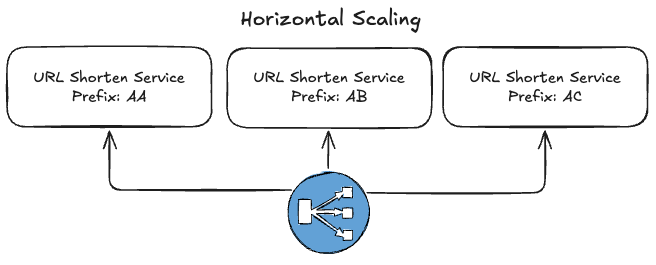 Horizontal Scaling
URL Shorten Service
Prefix: AA
URL Shorten Service
Prefix: AB
URL Shorten Service
Prefix: AC